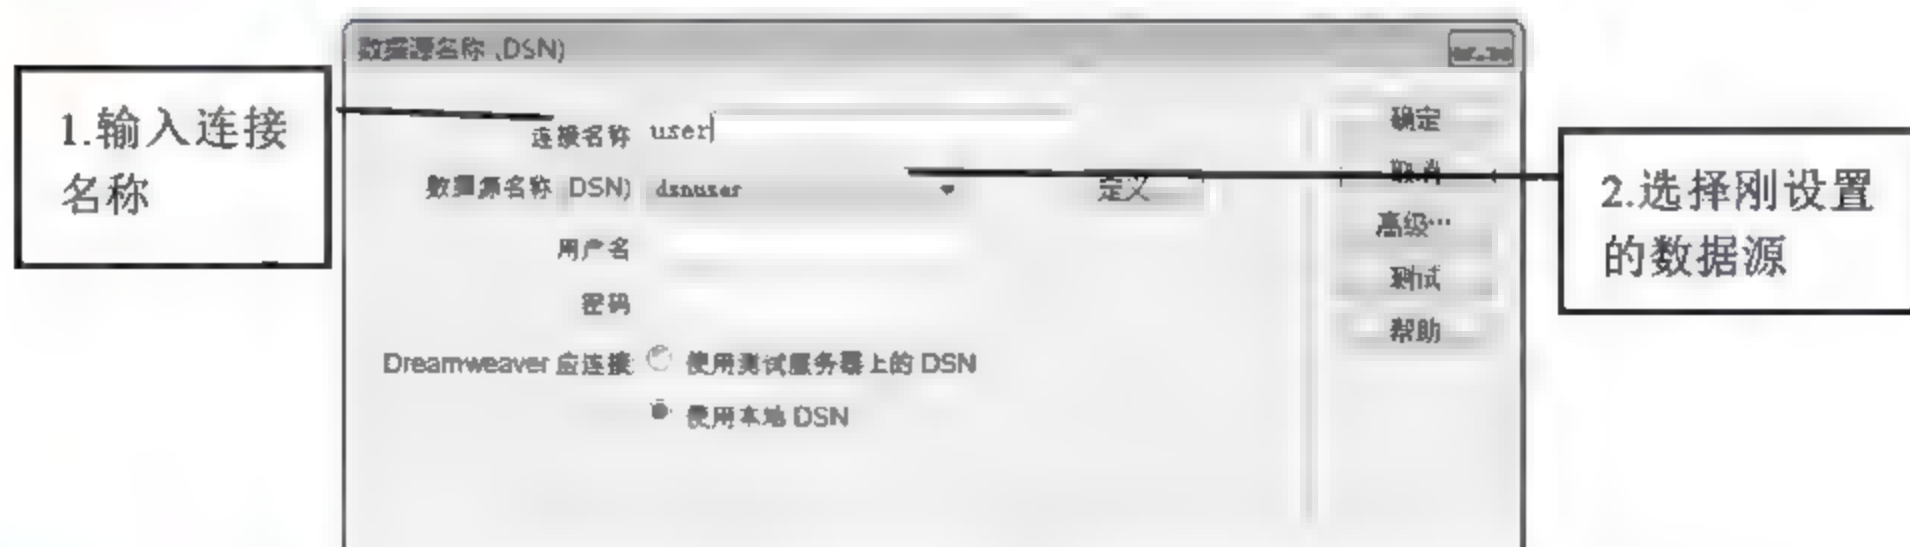 数据源名称 (DSN)
1.输入连接
名称
连接名称 user
数据源名称 (DSN) dsnuser 定义
用户名
密码
Dreamweaver 应连接: 使用测试服务器上的 DSN
使用本地 DSN
确定
取消
高级…
测试
帮助
2.选择刚设置
的数据源